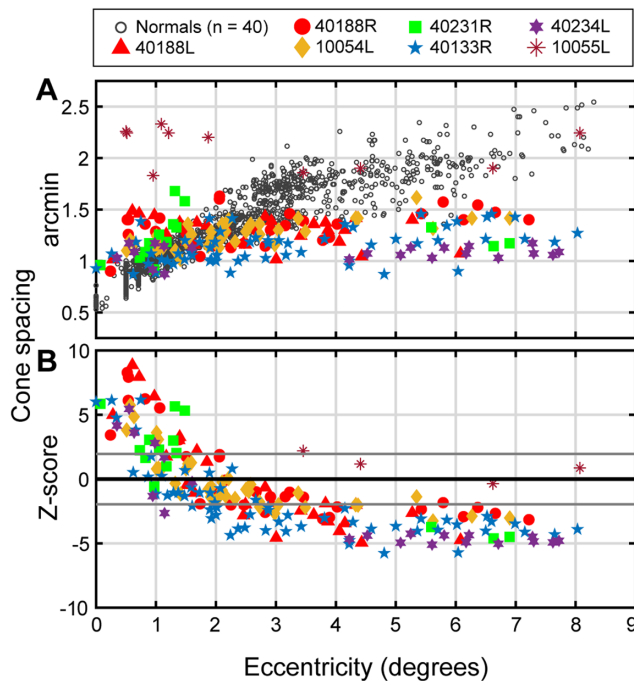 Normals (n = 40) 40188R 40231R 40234L
40188L 10054L 40133R 10055L
A
2.5
2
1.5
1
0.5
Cone spacing
arcmin
B
10
5
0
-5
-10
Z-score
0 1 2 3 4 5 6 7 8 9
Eccentricity (degrees)